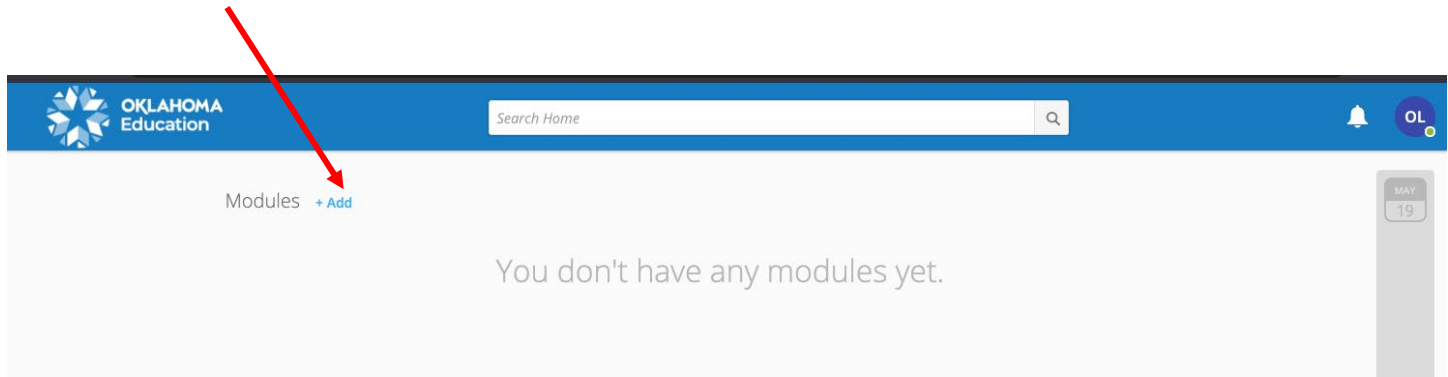 OKLAHOMA
Education
Search Home
OL
Modules + Add
MAY
19
You don't have any modules yet.